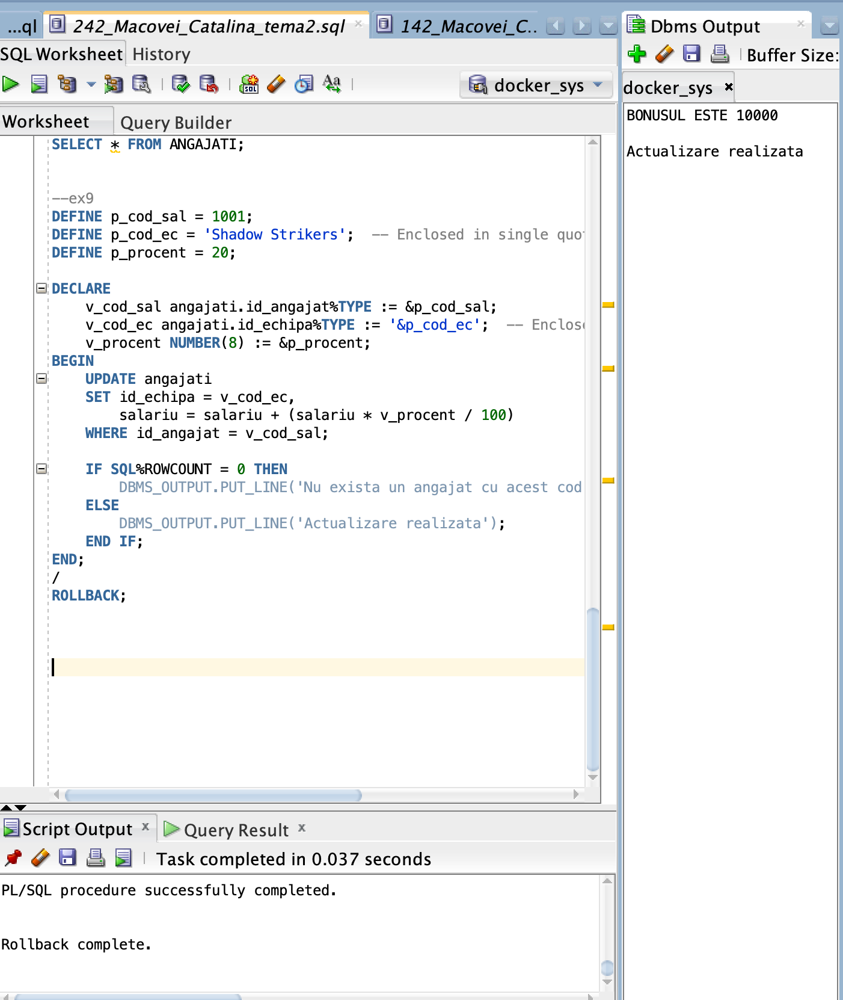 ...ql
242_Macovei_Catalina_tema2.sql
142_Macovei_C..
Dbms Output
SQL Worksheet
History
Buffer Size:
Aa
SQL
docker_sys
docker_sys
Worksheet
Query Builder
BONUSUL ESTE 10000
Actualizare realizata
SELECT * FROM ANGAJATI;
--ex9
DEFINE p_cod_sal = 1001;
DEFINE p_cod_ec = 'Shadow Strikers';  -- Enclosed in single quo
DEFINE p_procent = 20;
DECLARE
v_cod_sal angajati.id_angajat%TYPE := &p_cod_sal;
v_cod_ec angajati.id_echipa%TYPE := '&p_cod_ec';  -- Enclose
v_procent NUMBER(8) := &p_procent;
BEGIN
UPDATE angajati
SET id_echipa = v_cod_ec,
salariu = salariu + (salariu * v_procent / 100)
WHERE id_angajat = v_cod_sal;
IF SQL%ROWCOUNT = 0 THEN
DBMS_OUTPUT.PUT_LINE('Nu exista un angajat cu acest cod
ELSE
DBMS_OUTPUT.PUT_LINE('Actualizare realizata');
END IF;
END;
/
ROLLBACK;
Script Output
Query Result
Task completed in 0.037 seconds
PL/SQL procedure successfully completed.
Rollback complete.